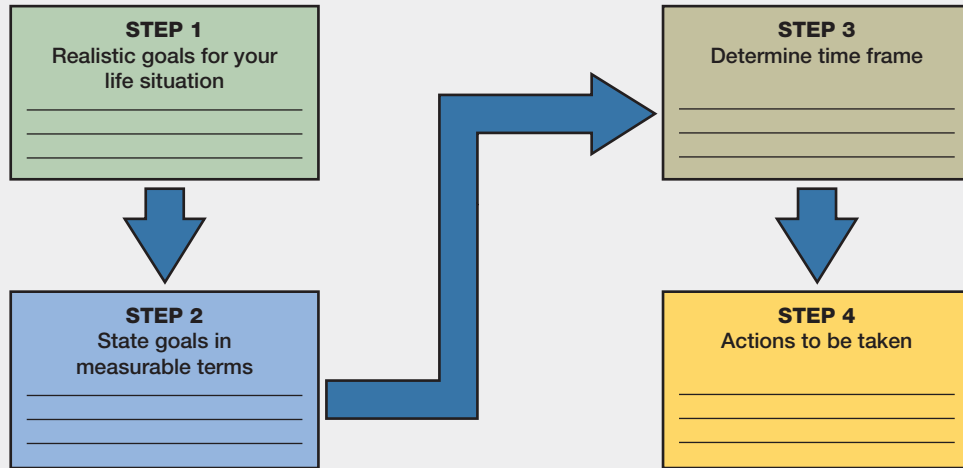 STEP 1
Realistic goals for your
life situation
STEP 2
State goals in
measurable terms
STEP 3
Determine time frame
STEP 4
Actions to be taken